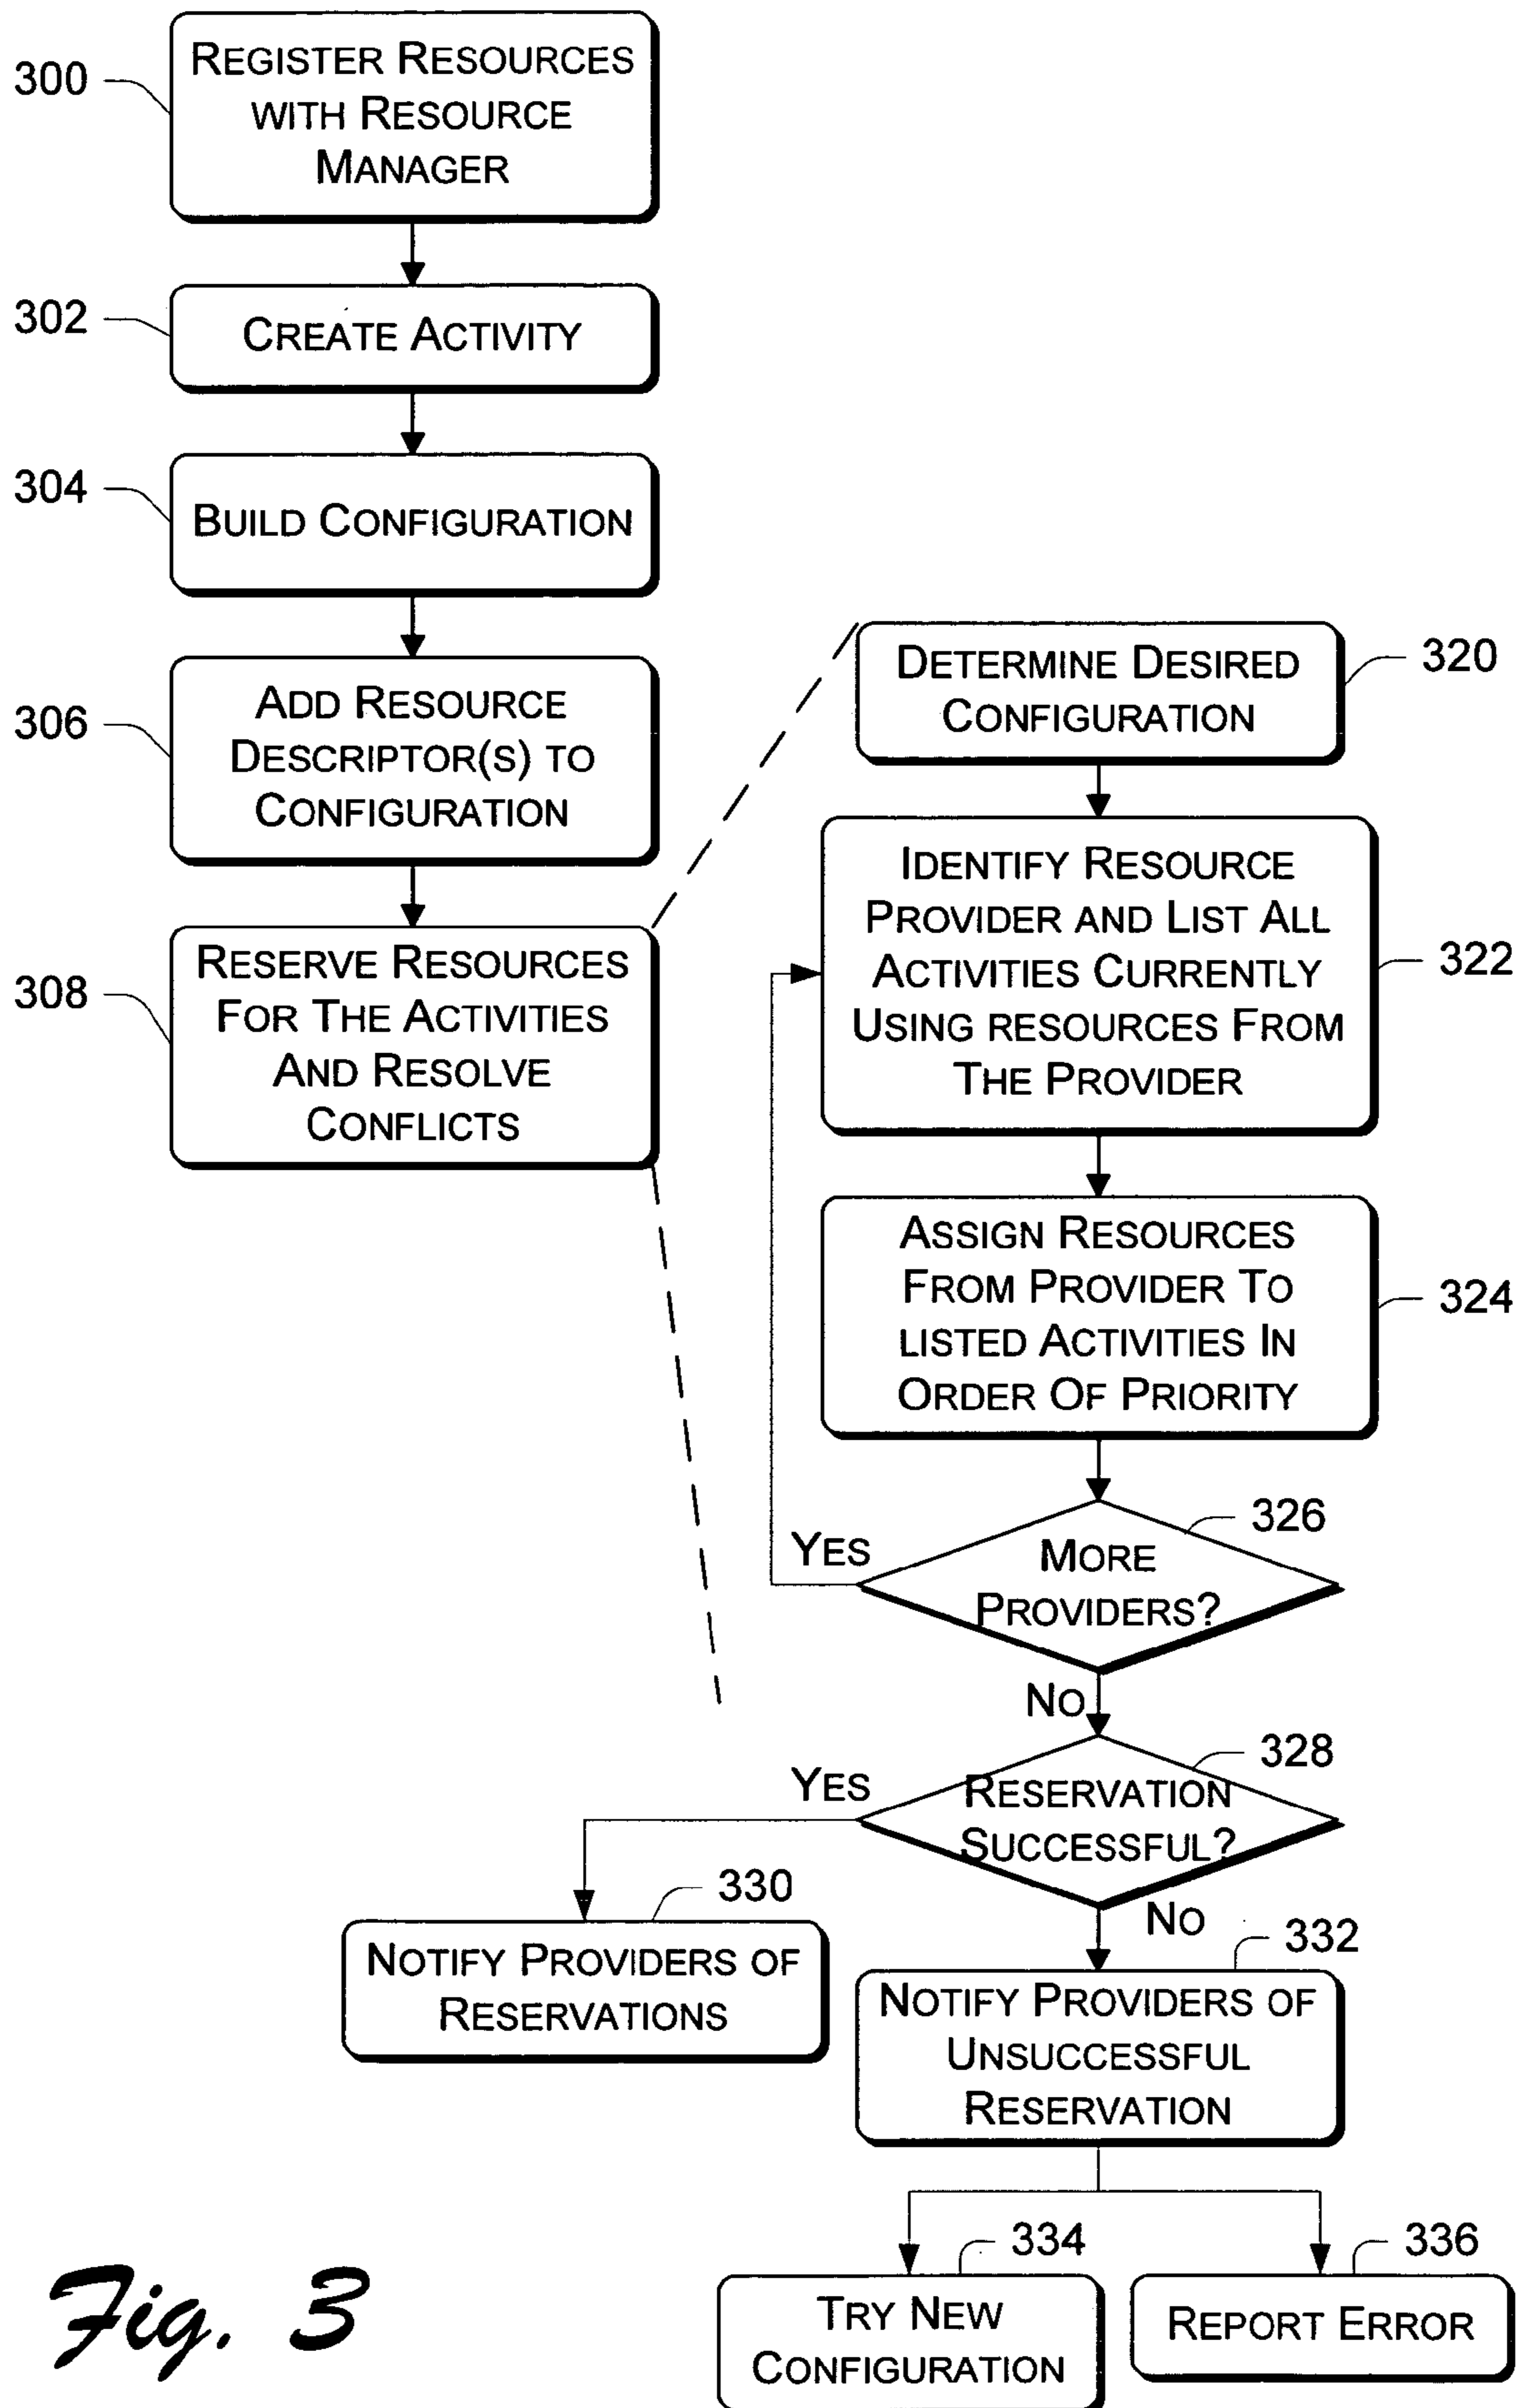 300
REGISTER RESOURCES
WITH RESOURCE
MANAGER
302
CREATE ACTIVITY
304
BUILD CONFIGURATION
306
ADD RESOURCE
DESCRIPTOR(S) TO
CONFIGURATION
308
RESERVE RESOURCES
FOR THE ACTIVITIES
AND RESOLVE
CONFLICTS
320
DETERMINE DESIRED
CONFIGURATION
322
IDENTIFY RESOURCE
PROVIDER AND LIST ALL
ACTIVITIES CURRENTLY
USING RESOURCES FROM
THE PROVIDER
324
ASSIGN RESOURCES
FROM PROVIDER TO
LISTED ACTIVITIES IN
ORDER OF PRIORITY
326
YES
MORE
PROVIDERS?
NO
328
YES
RESERVATION
SUCCESSFUL?
330
NO
NOTIFY PROVIDERS OF
RESERVATIONS
332
NOTIFY PROVIDERS OF
UNSUCCESSFUL
RESERVATION
334
TRY NEW
CONFIGURATION
336
REPORT ERROR
Fig. 3